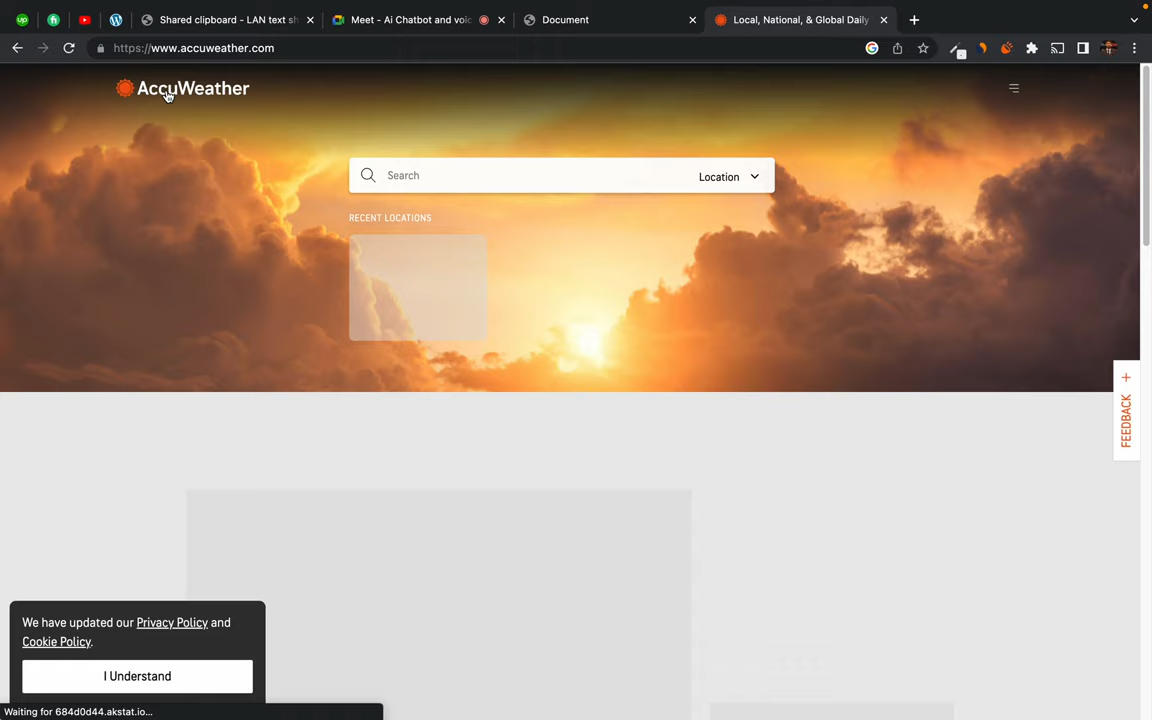 Shared clipboard - LAN text sh
Meet - Ai Chatbot and voic
Document
Local, National, & Global Daily
https://www.accuweather.com
AccuWeather
Search
Location
RECENT LOCATIONS
+
FEEDBACK
We have updated our Privacy Policy and
Cookie Policy.
I Understand
Waiting for 684d0d44.akstat.io...